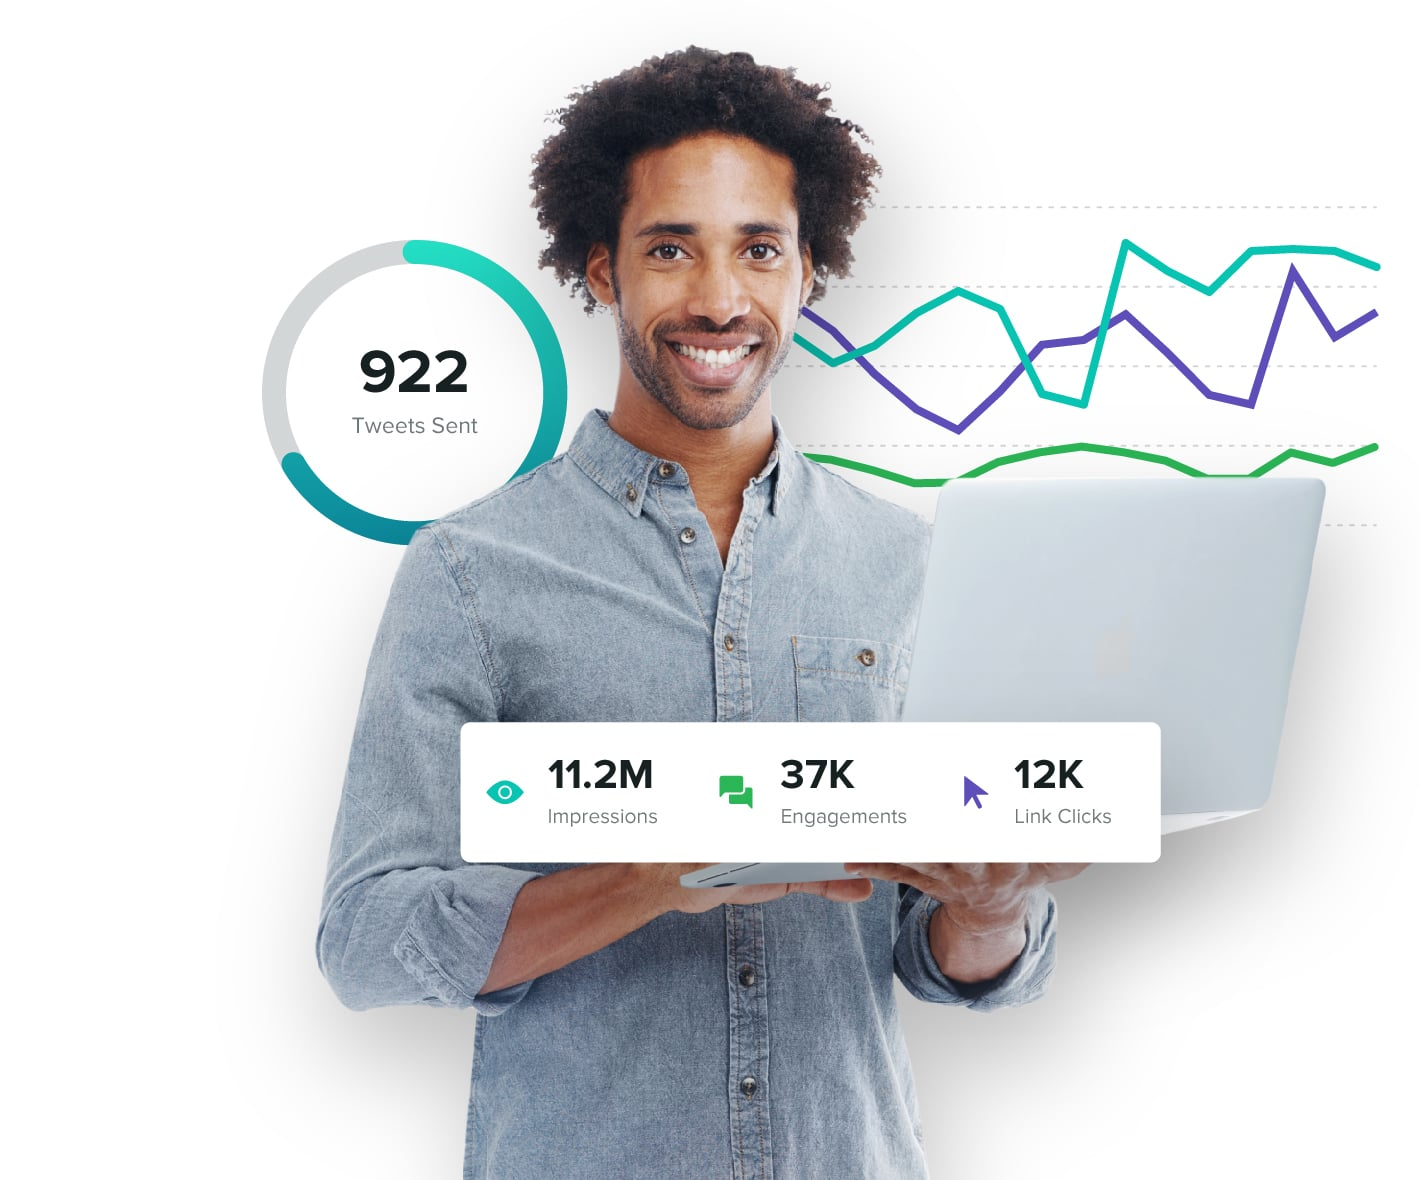 922
Tweets Sent
11.2M
Impressions
37K
Engagements
12K
Link Clicks